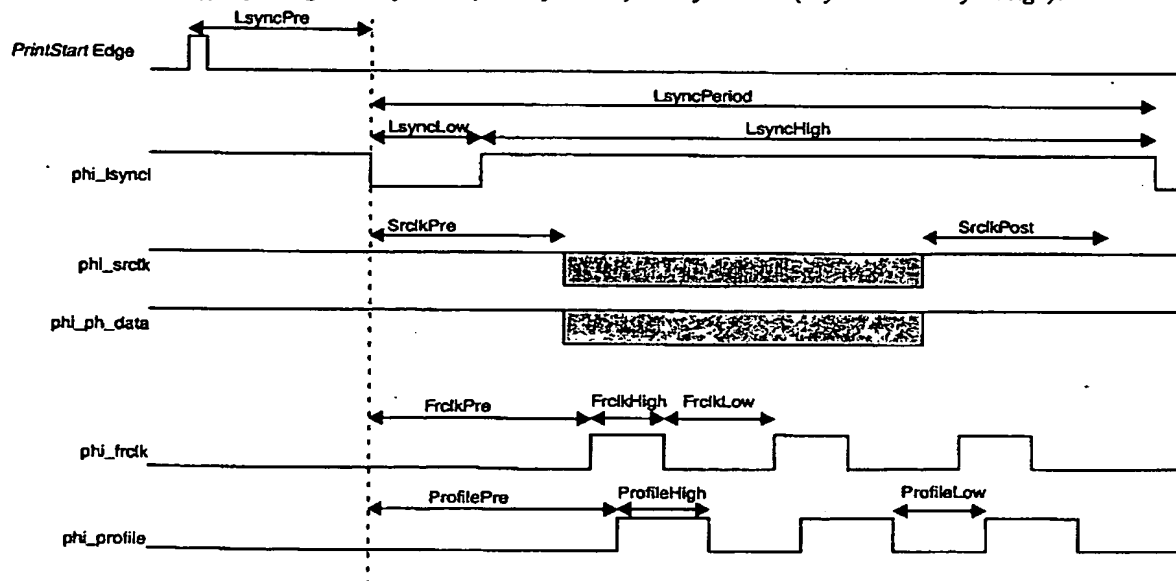 LsyncPre
PrintStart Edge
LsyncPeriod
LsyncLow
LsyncHigh
phi_lsyncl
SrclkPre
SrclkPost
phi_srclk
phi_ph_data
FrclkPre
FrclkHigh
FrclkLow
phi_frclk
ProfilePre
ProfileHigh
ProfileLow
phi_profile